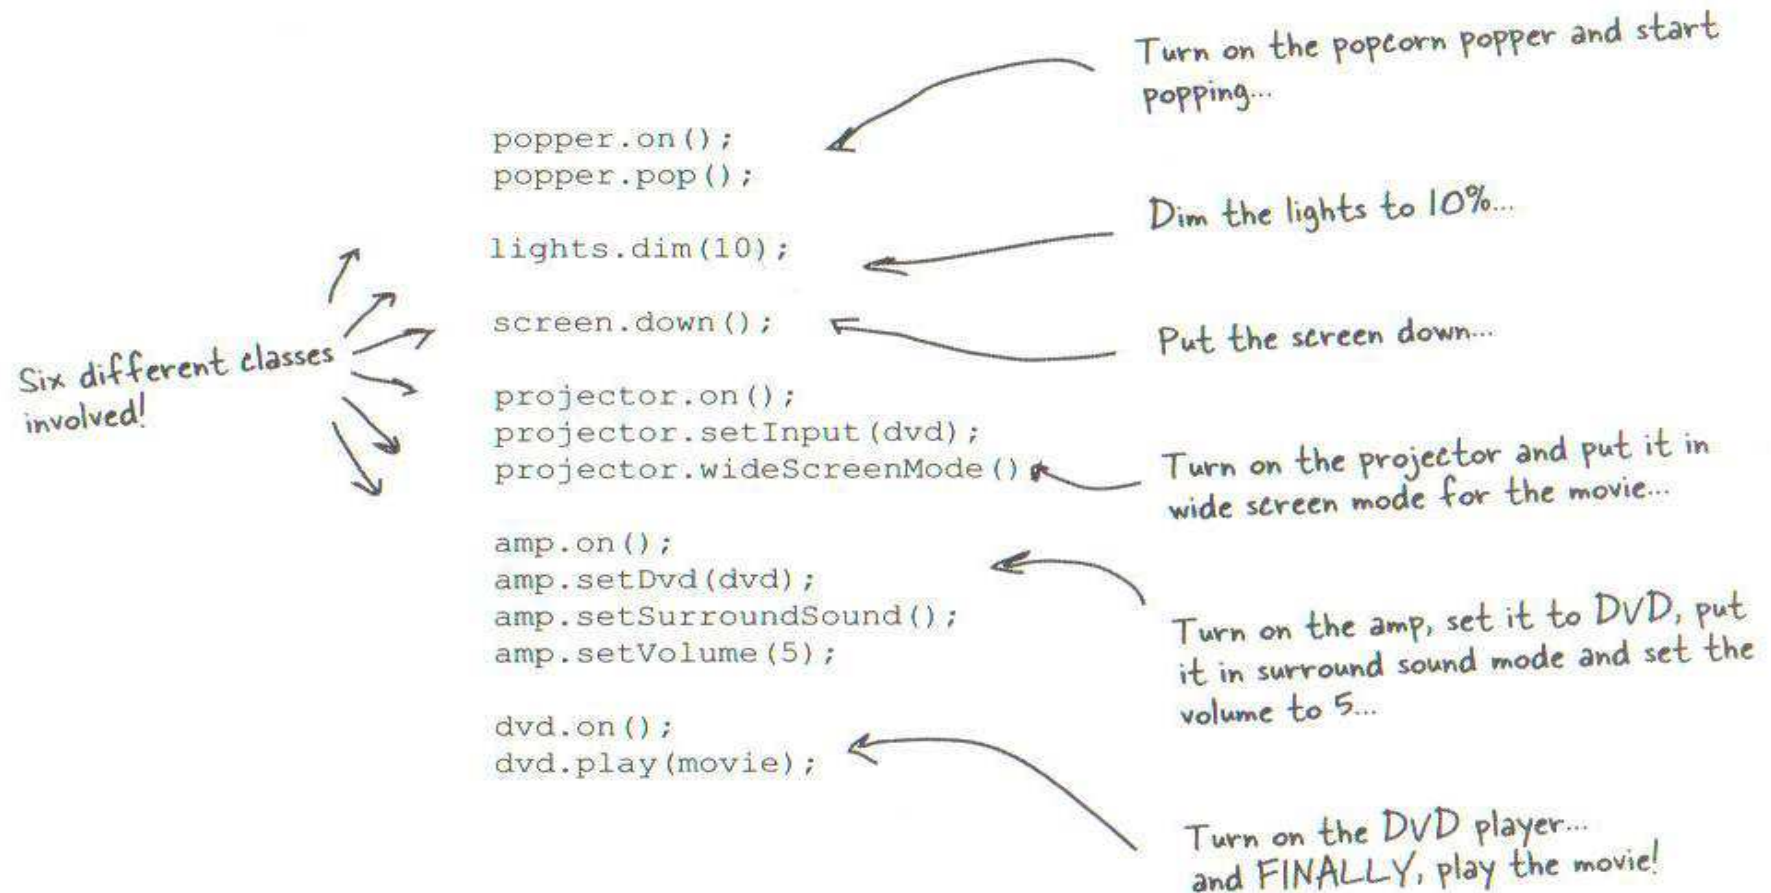 Turn on the popcorn popper and start
popping...
popper.on();
popper.pop();
Dim the lights to 10%...
lights.dim(10);
screen.down();
Put the screen down...
Six different classes
involved!
projector.on();
projector.setInput(dvd);
projector.wideScreenMode()
Turn on the projector and put it in
wide screen mode for the movie...
amp.on();
amp.setDvd(dvd);
amp.setSurroundSound();
amp.setVolume(5);
Turn on the amp, set it to DVD, put
it in surround sound mode and set the
volume to 5...
dvd.on();
dvd.play(movie);
Turn on the DVD player...
and FINALLY, play the movie!